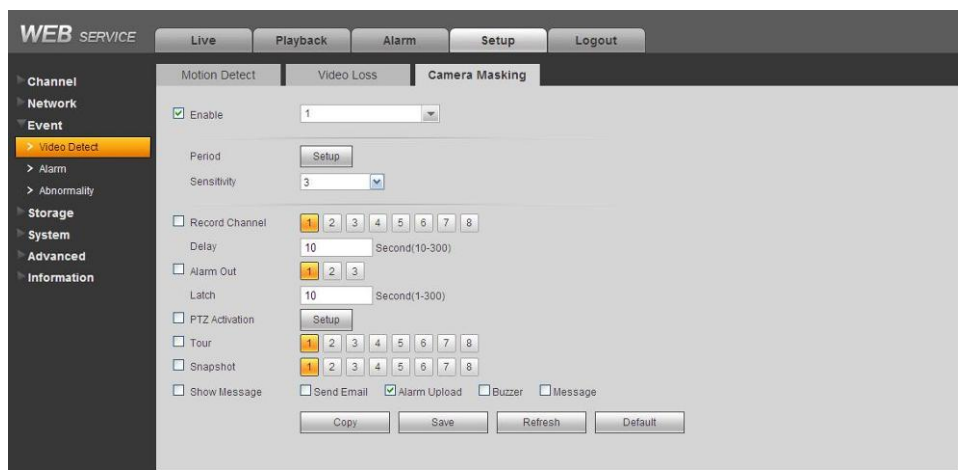 WEB SERVICE
Live Playback Alarm Setup Logout
Motion Detect Video Loss Camera Masking
Channel
Network
Event
> Video Detect
> Alarm
> Abnormality
Storage
System
Advanced
Information
Enable 1
Period Setup
Sensitivity 3
Record Channel 1 2 3 4 5 6 7 8
Delay 10 Second(10-300)
Alarm Out 1 2 3
Latch 10 Second(1-300)
PTZ Activation Setup
Tour 1 2 3 4 5 6 7 8
Snapshot 1 2 3 4 5 6 7 8
Show Message Send Email Alarm Upload Buzzer Message
Copy Save Refresh Default